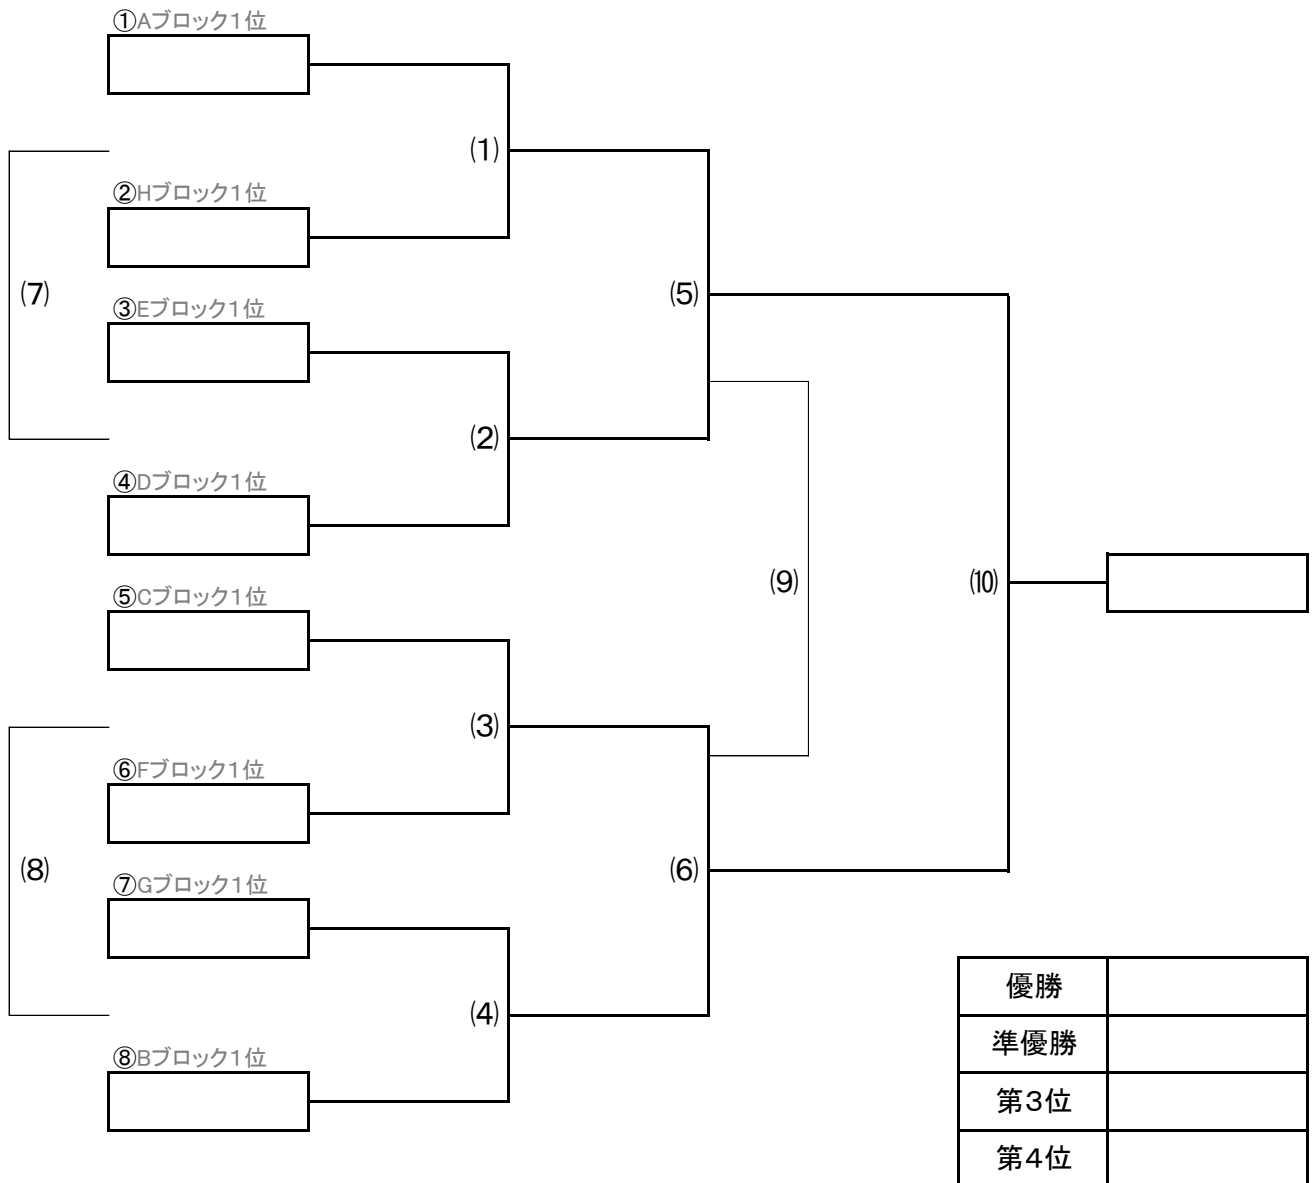 ①Aブロック１位
⑴
②Hブロック１位
⑺
⑸
③Eブロック１位
⑵
④Dブロック１位
⑼
⑽
⑤Cブロック１位
⑶
⑥Fブロック１位
⑻
⑹
⑦Gブロック１位
⑷
⑧Bブロック１位
優勝
準優勝
第3位
第4位